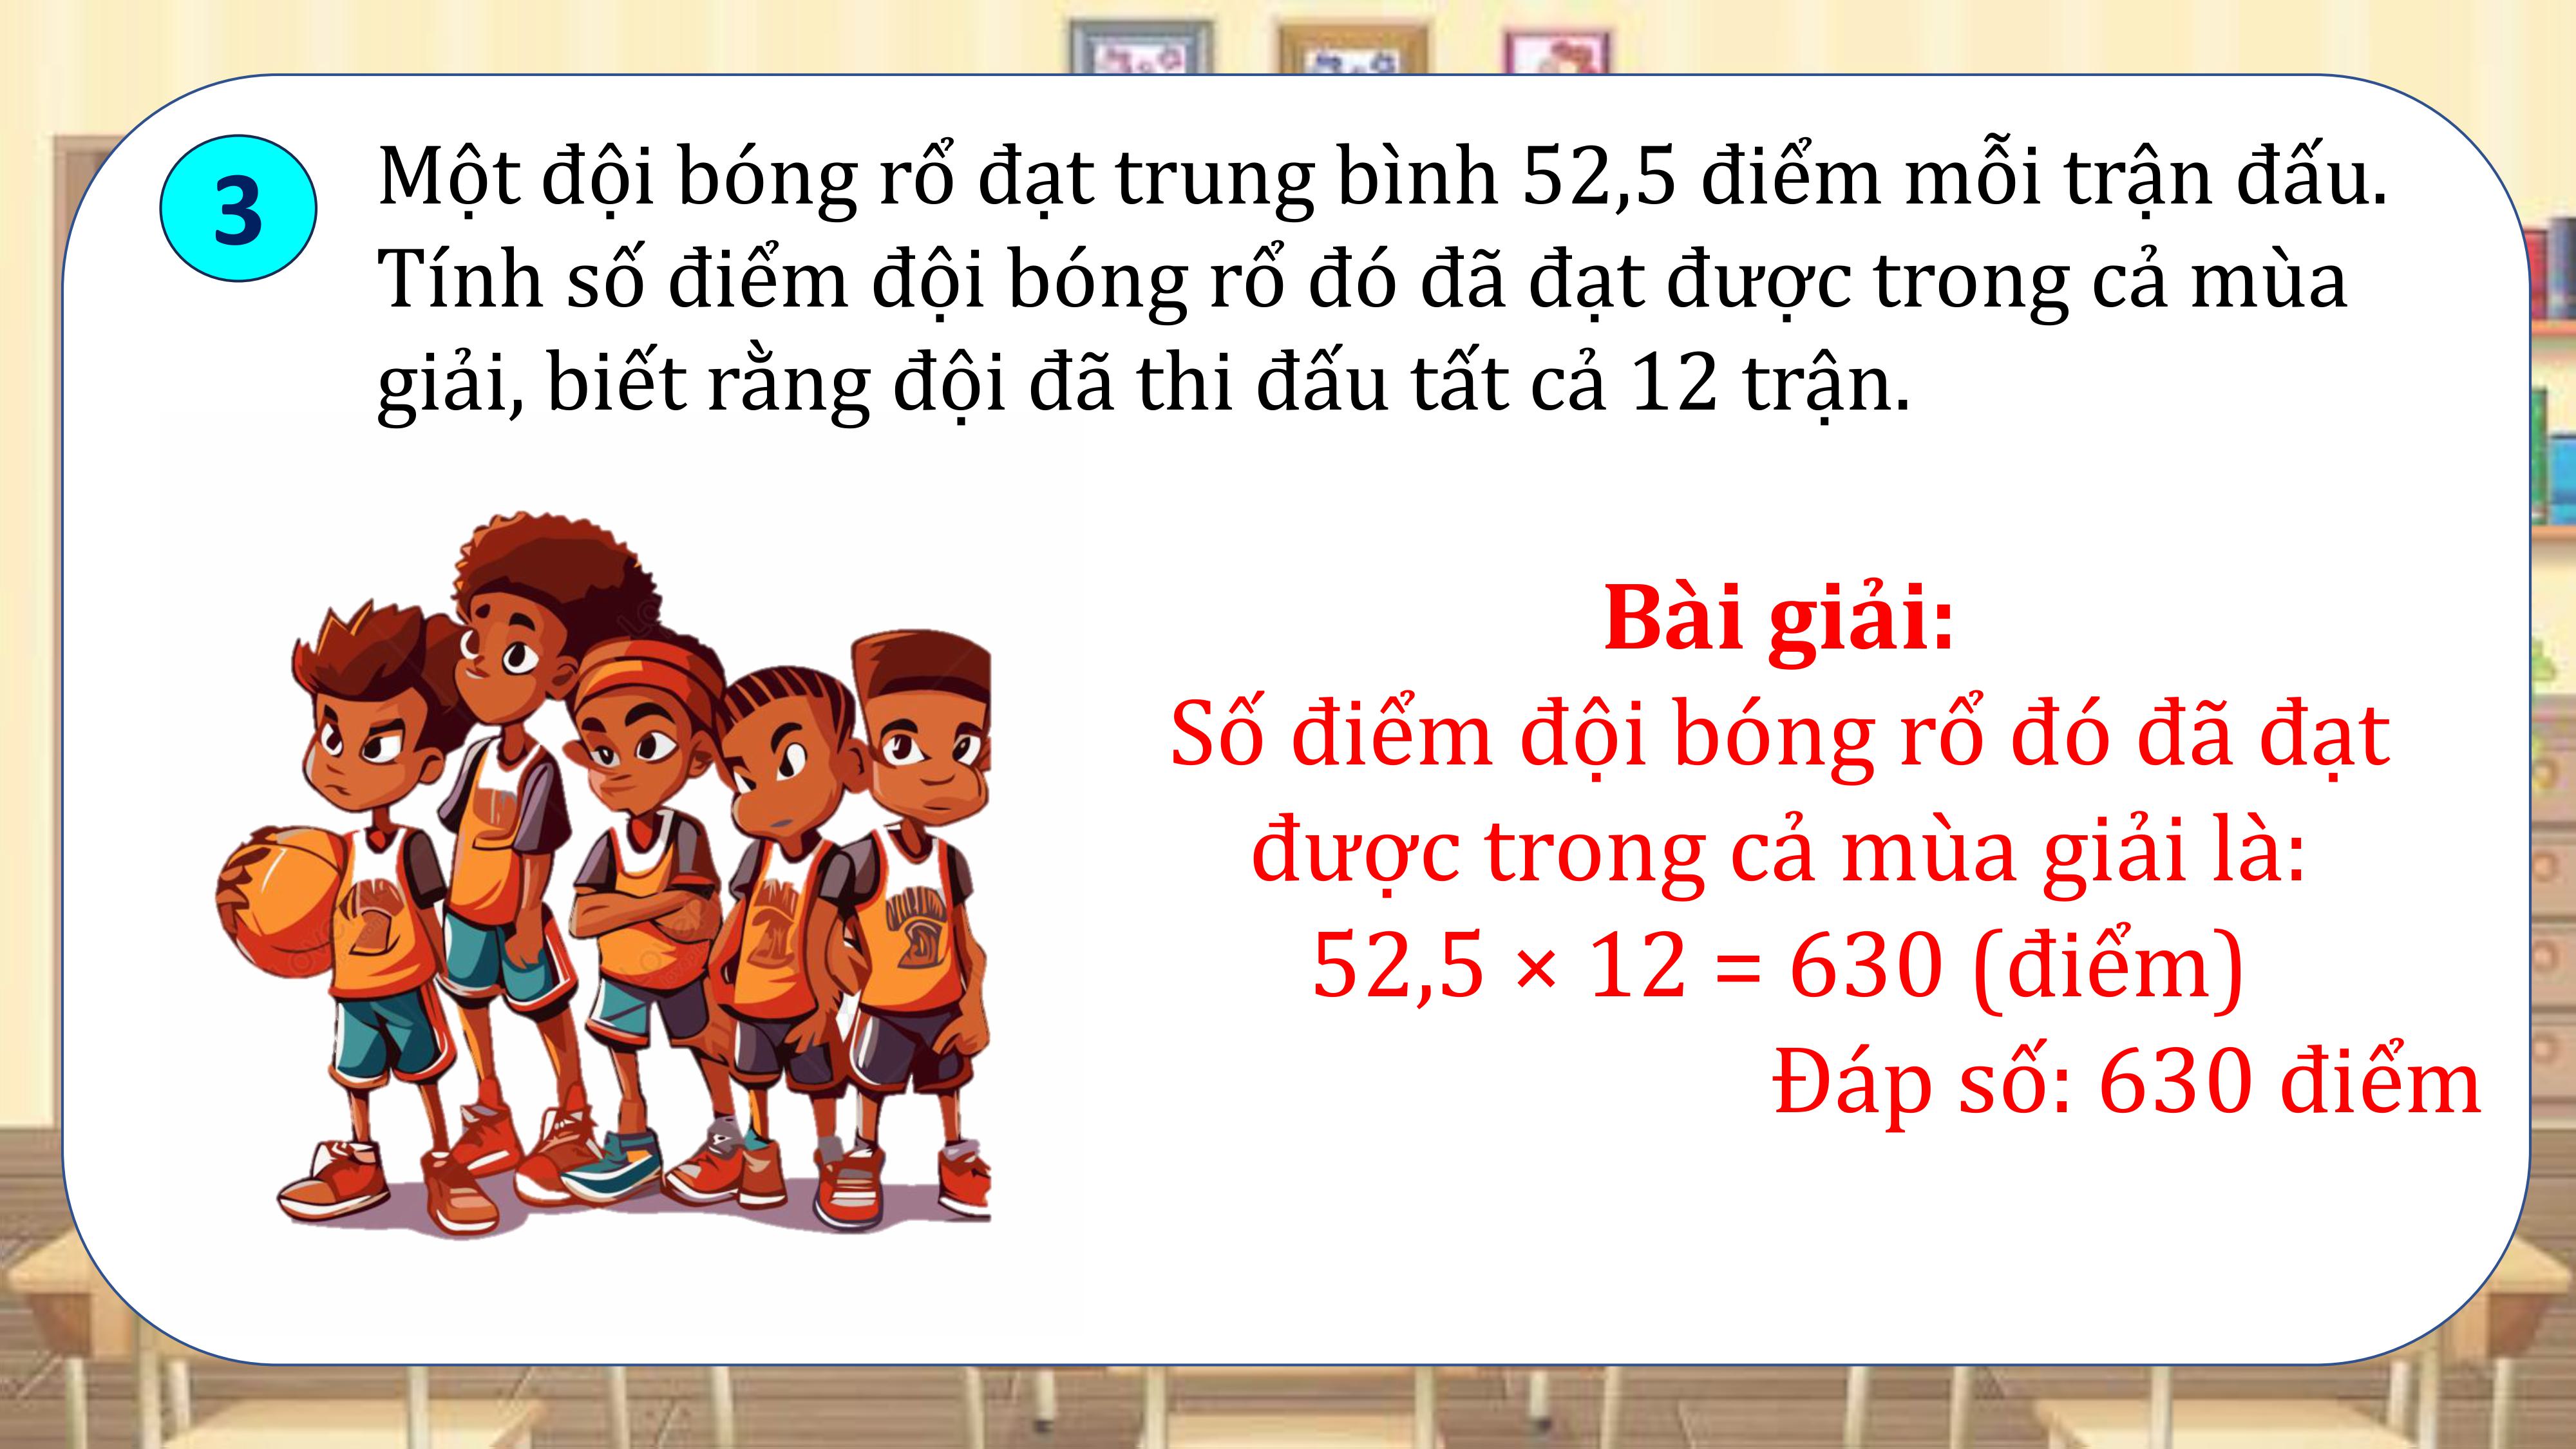 3
Một đội bóng rổ đạt trung bình 52,5 điểm mỗi trận đấu.
Tính số điểm đội bóng rổ đó đã đạt được trong cả mùa
giải, biết rằng đội đã thi đấu tất cả 12 trận.
Bài giải:
Số điểm đội bóng rổ đó đã đạt
được trong cả mùa giải là:
52,5 × 12 = 630 (điểm)
Đáp số: 630 điểm